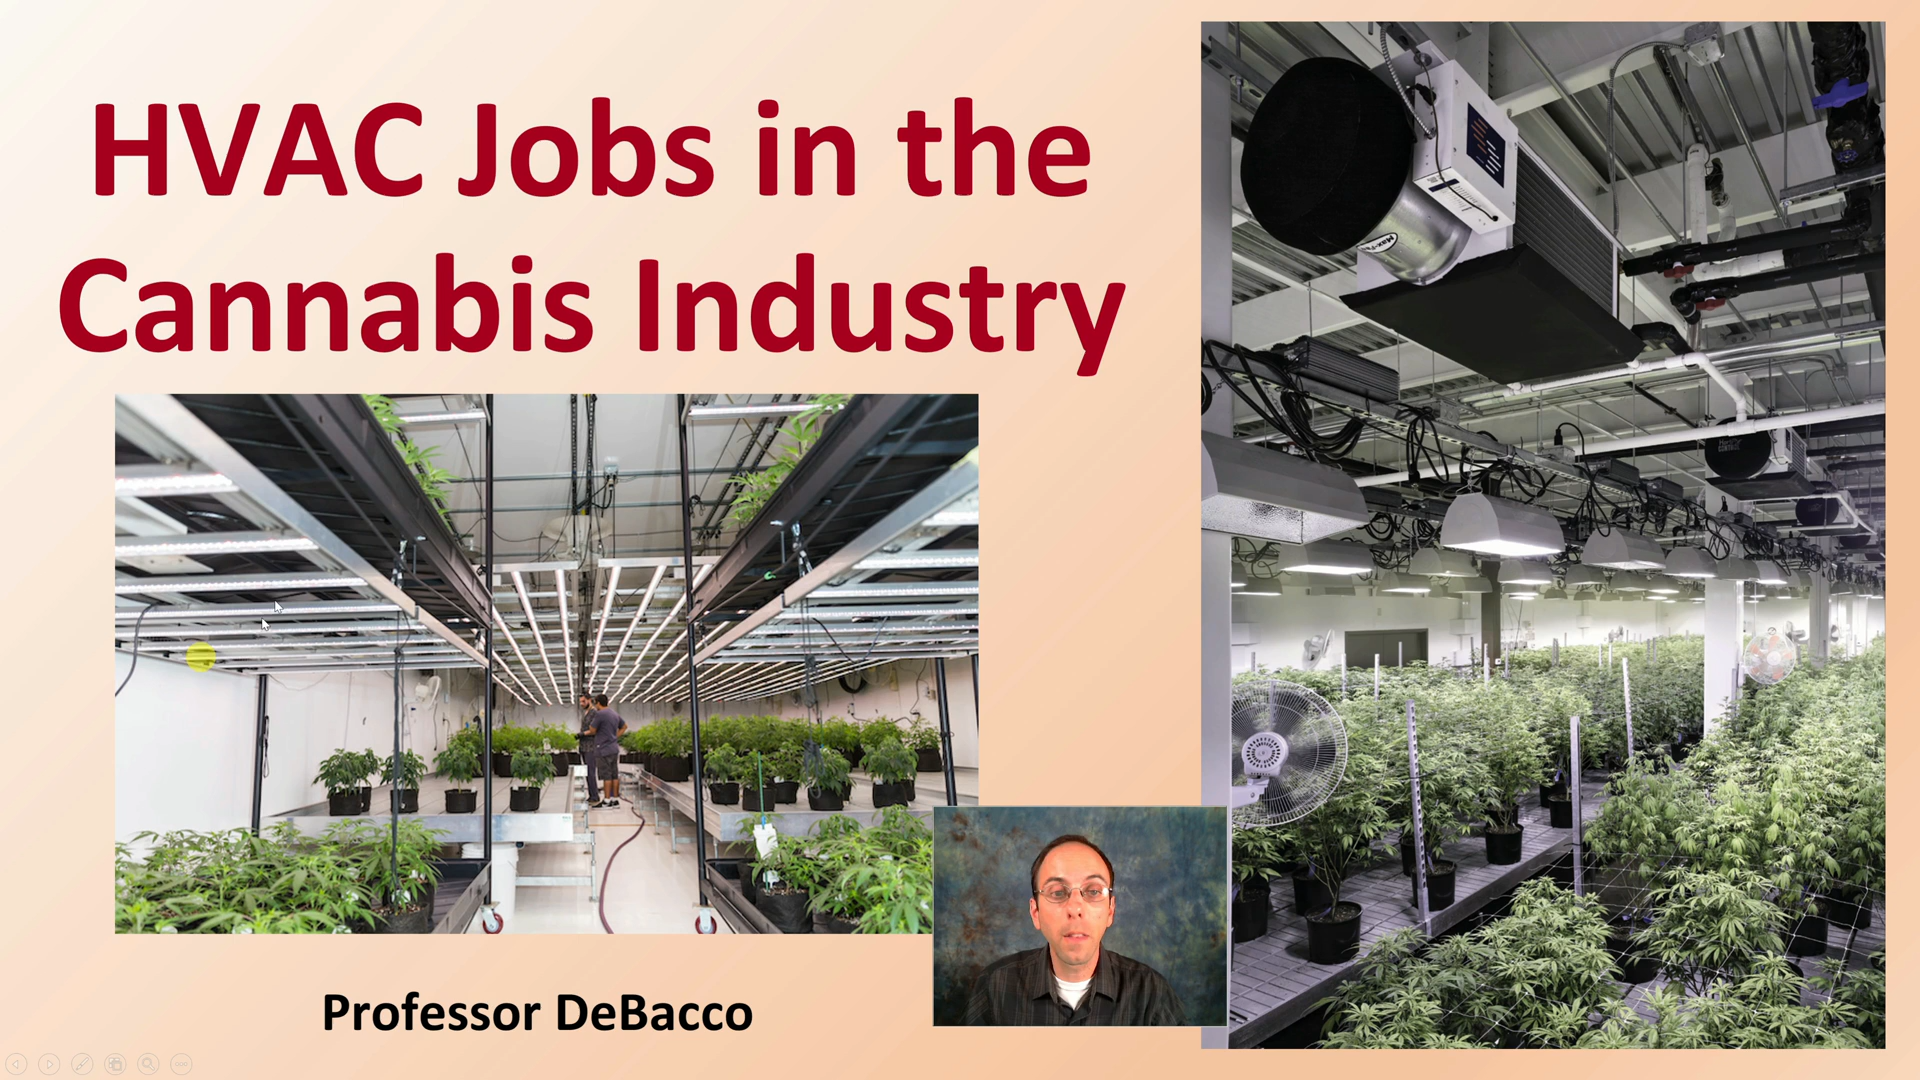 HVAC Jobs in the
Cannabis Industry
Professor DeBacco